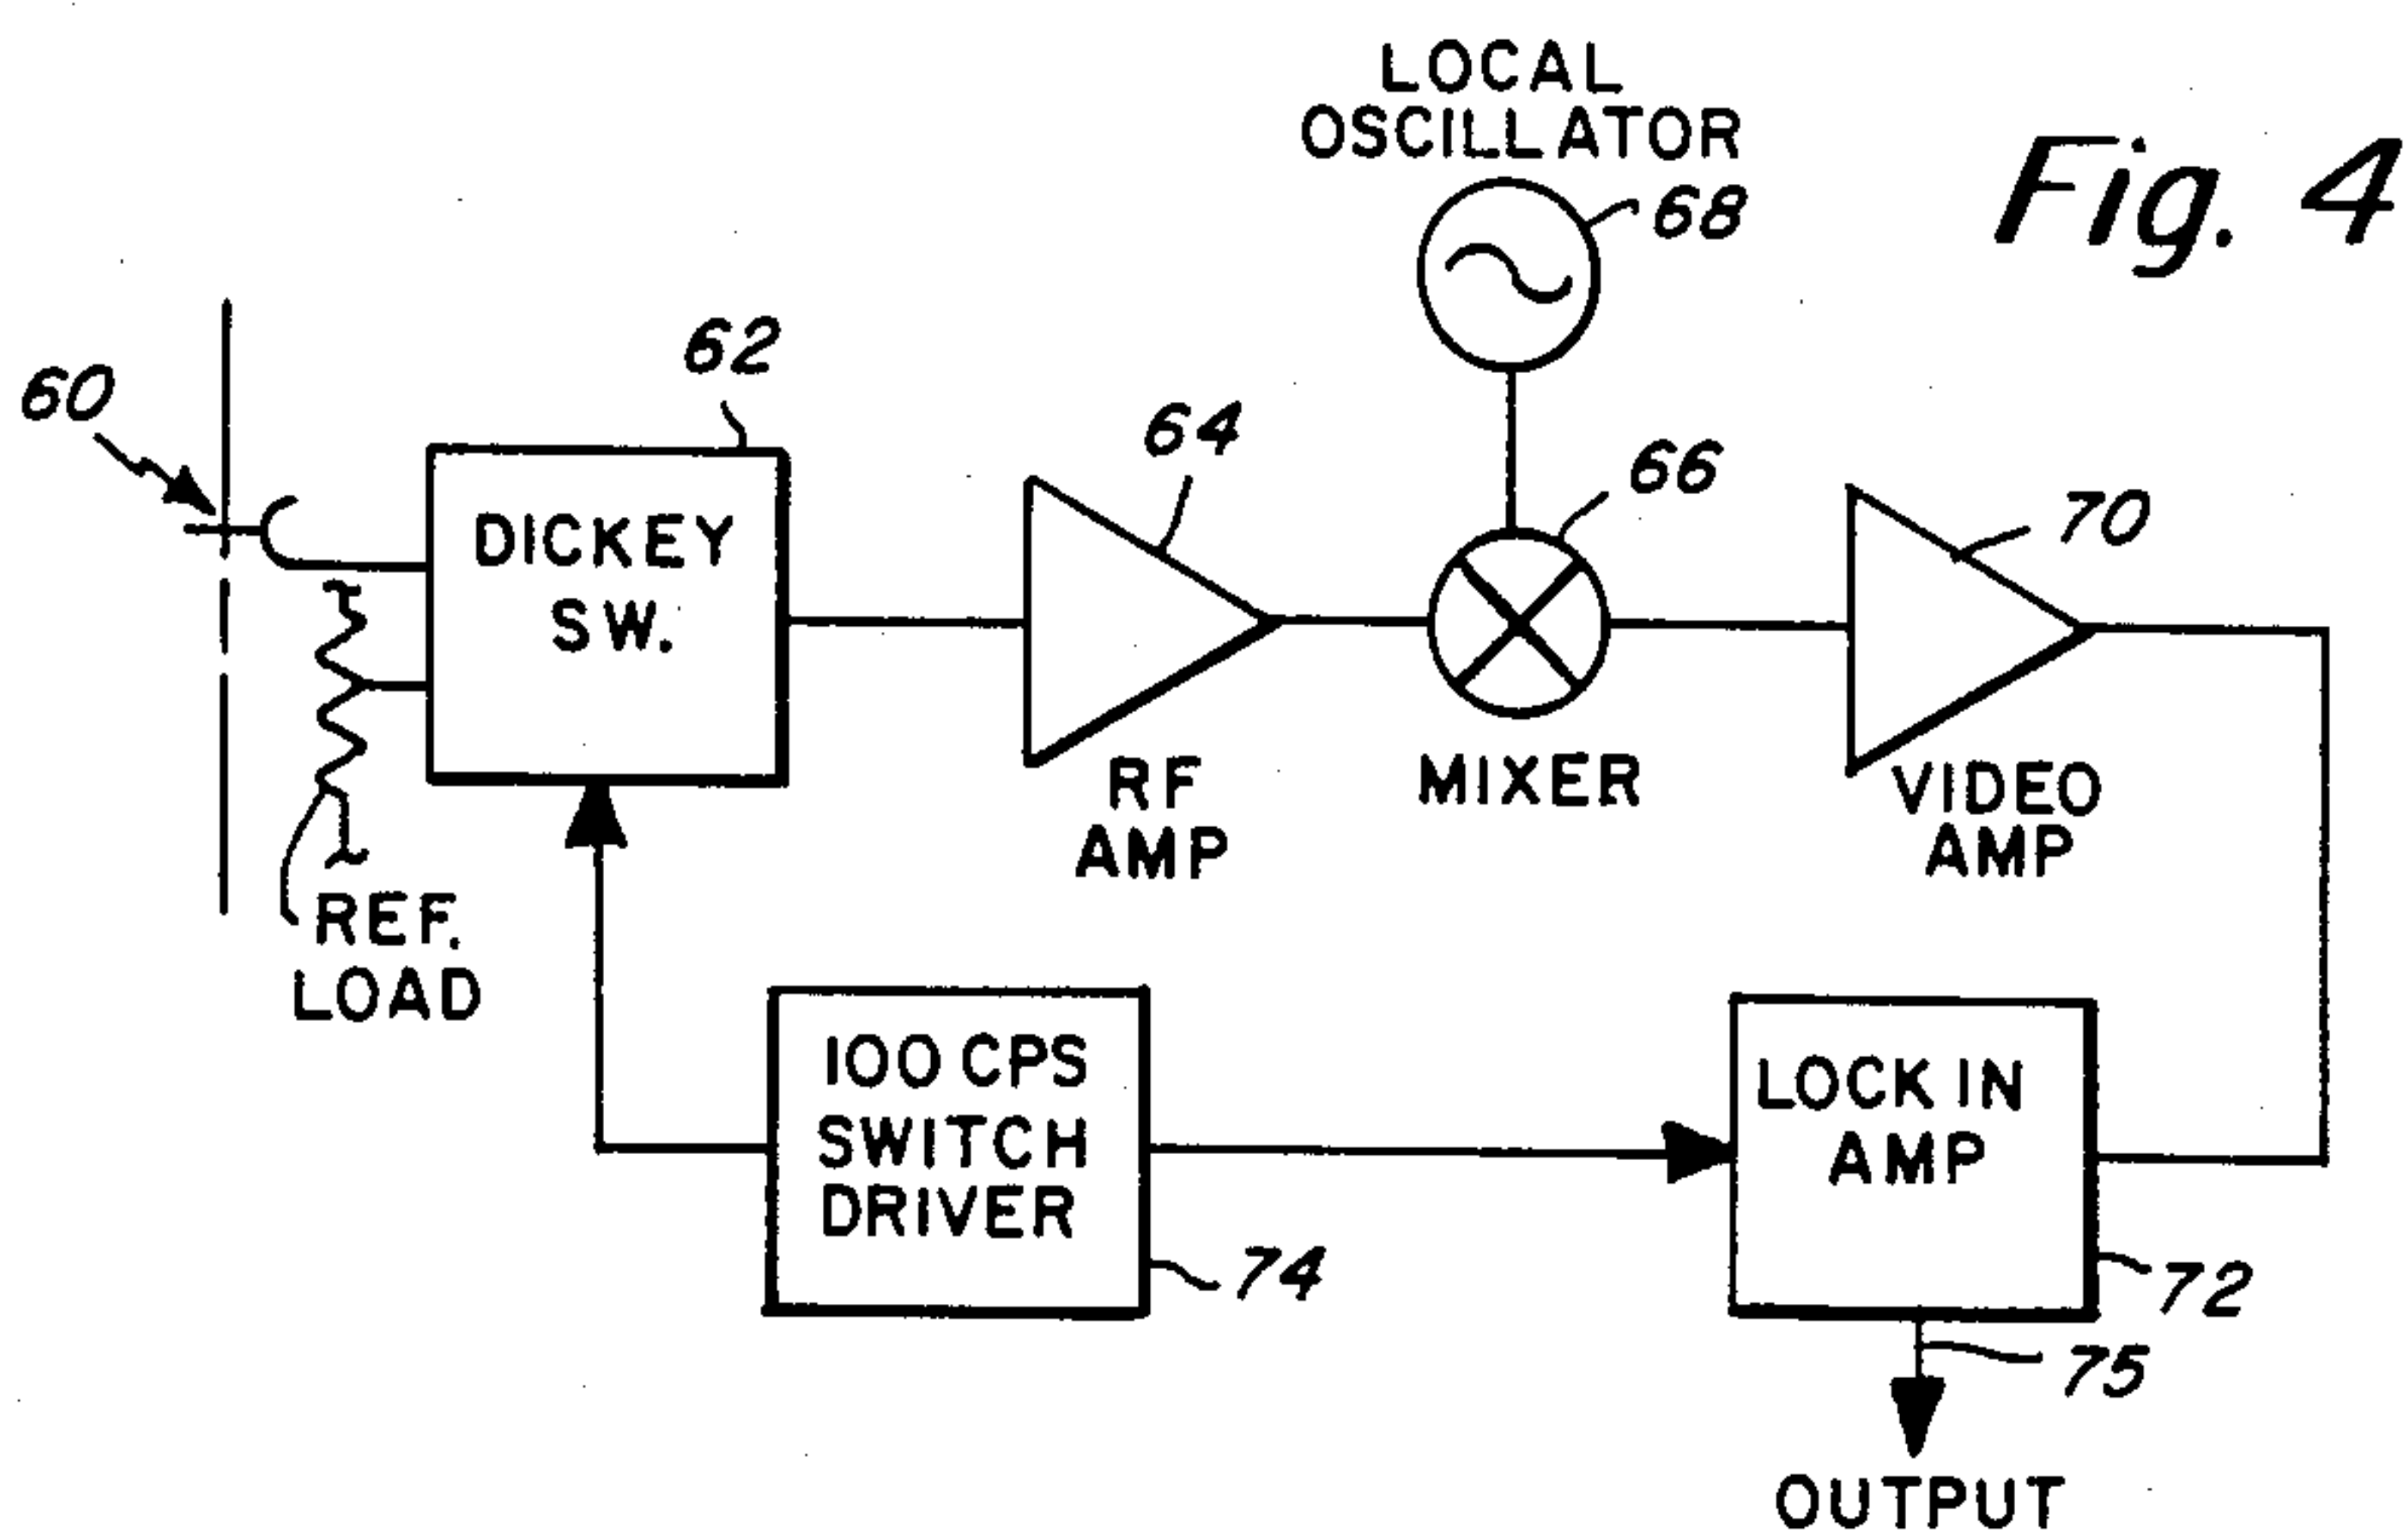 Fig. 4
LOCAL
OSCILLATOR
68
60
62
64
66
70
DICKEY
SW.
RF
AMP
MIXER
VIDEO
AMP
REF.
LOAD
100 CPS
SWITCH
DRIVER
74
LOCK IN
AMP
72
75
OUTPUT